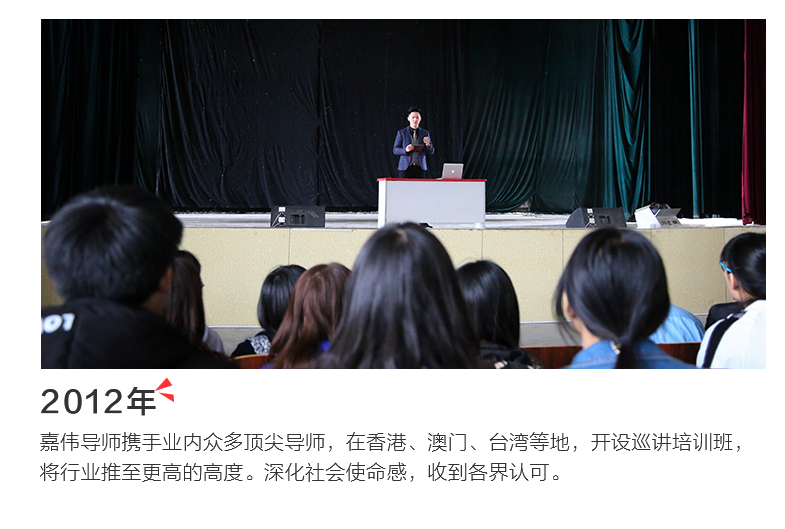 2012年
嘉伟导师携手业内众多顶尖导师，在香港、澳门、台湾等地，开设巡讲培训班，
将行业推至更高的高度。深化社会使命感，收到各界认可。